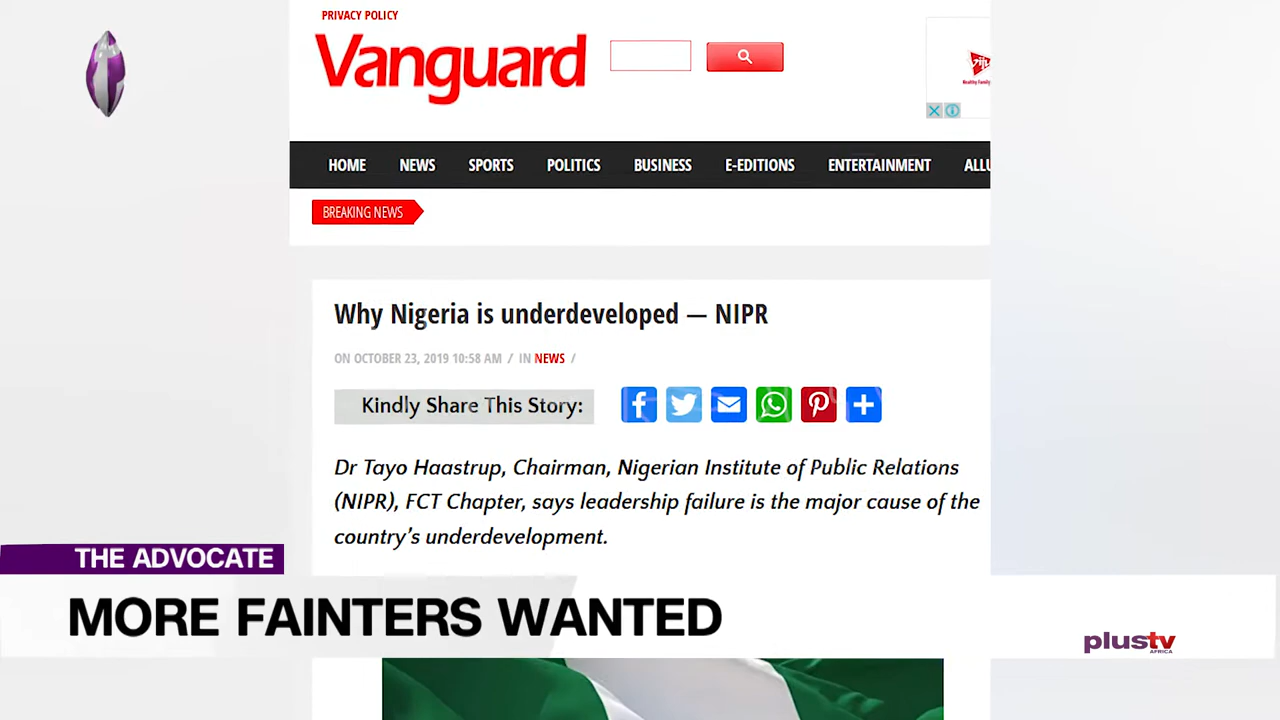 PRIVACY POLICY
Vanguard
HOME NEWS SPORTS POLITICS BUSINESS E-EDITIONS ENTERTAINMENT ALLU
BREAKING NEWS
Why Nigeria is underdeveloped — NIPR
ON OCTOBER 23, 2019 10:58 AM / IN NEWS /
Kindly Share This Story:
Dr Tayo Haastrup, Chairman, Nigerian Institute of Public Relations
(NIPR), FCT Chapter, says leadership failure is the major cause of the
country's underdevelopment.
THE ADVOCATE
MORE FAINTERS WANTED
plustv
AFRICA